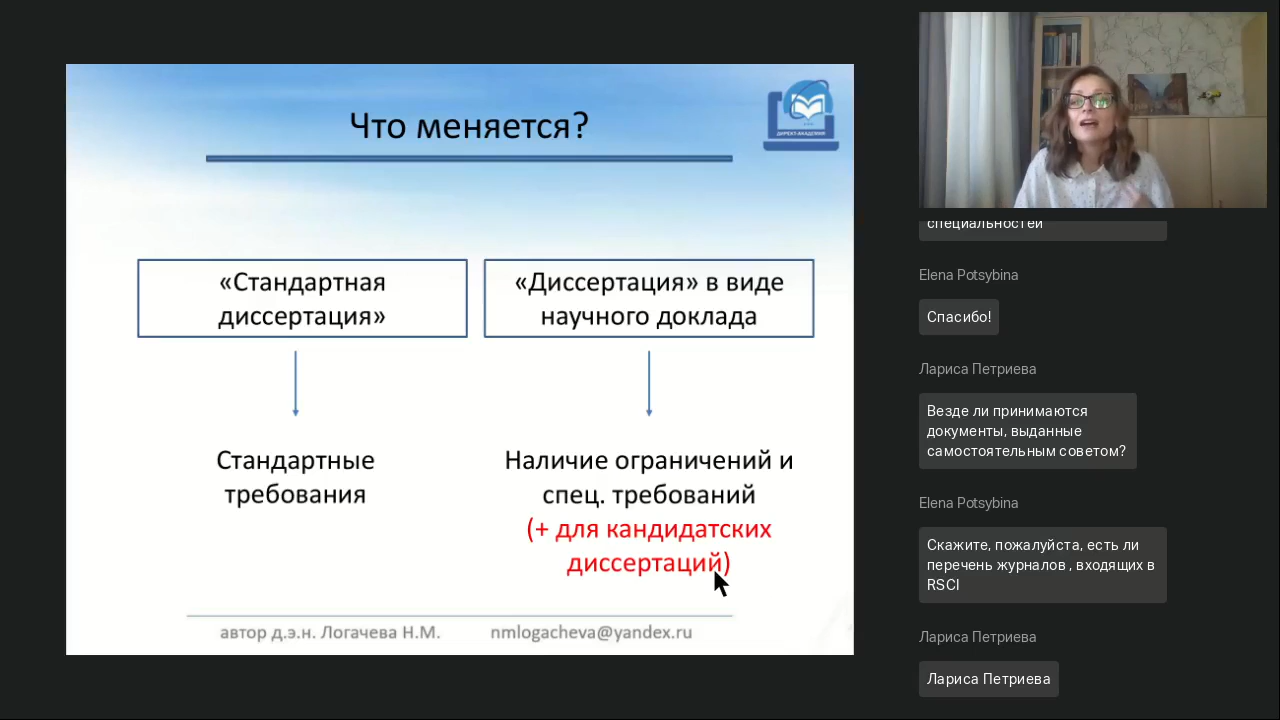 Что меняется?
ДИРЕКТ-АКАДЕМИЯ
«Стандартная
диссертация»
«Диссертация» в виде
научного доклада
Стандартные
требования
Наличие ограничений и
спец. требований
(+ для кандидатских
диссертаций)
автор д.э.н. Логачева Н.М.
nmlogacheva@yandex.ru
специальностей
Elena Potsybina
Спасибо!
Лариса Петриева
Везде ли принимаются
документы, выданные
самостоятельным советом?
Elena Potsybina
Скажите, пожалуйста, есть ли
перечень журналов , входящих в
RSCI
Лариса Петриева
Лариса Петриева